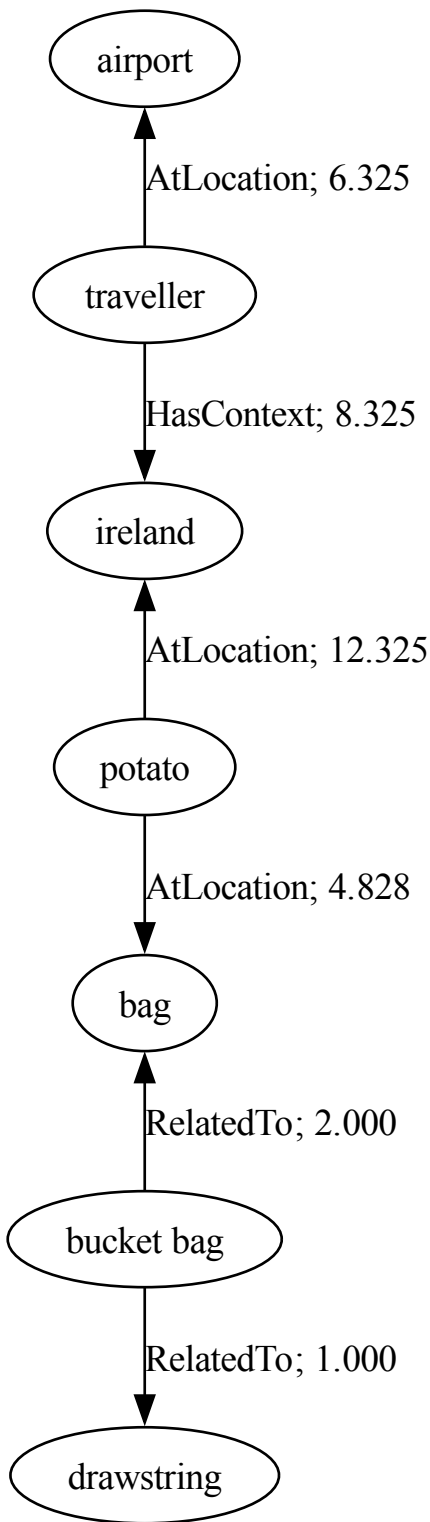 airport
AtLocation; 6.325
traveller
HasContext; 8.325
ireland
AtLocation; 12.325
potato
AtLocation; 4.828
bag
RelatedTo; 2.000
bucket bag
RelatedTo; 1.000
drawstring